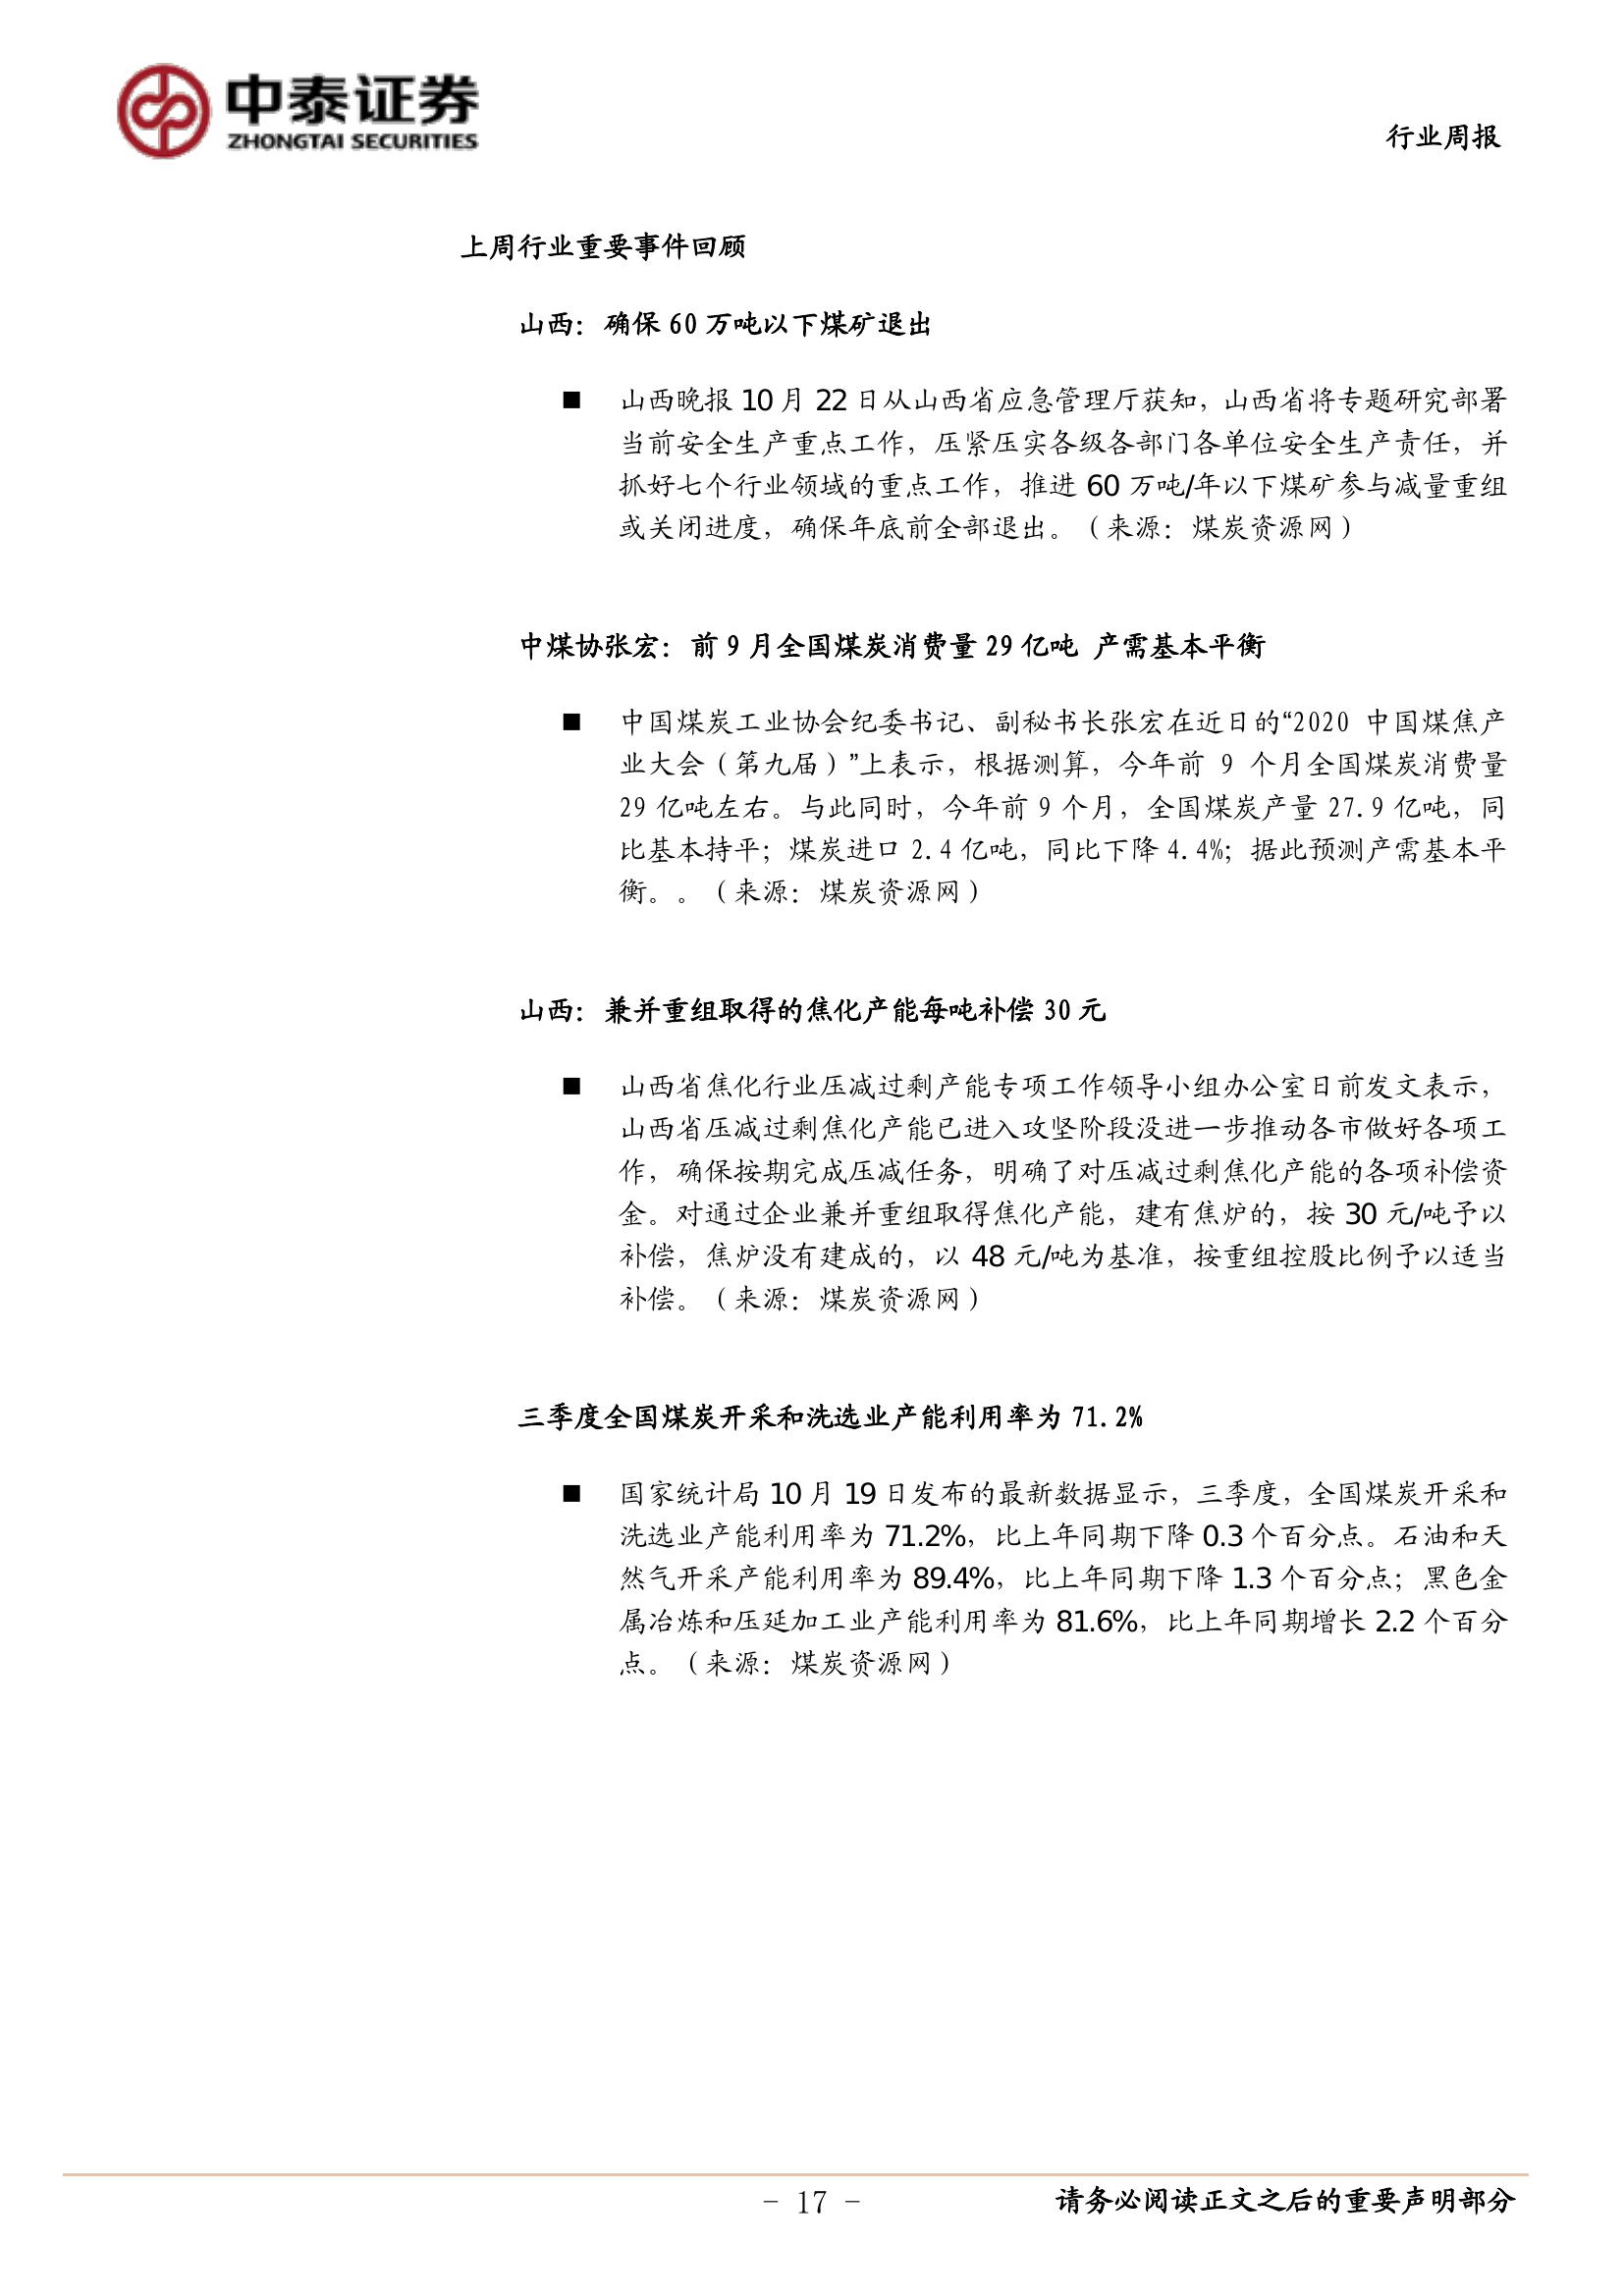 中泰证券
ZHONGTAI SECURITIES
行业周报
上周行业重要事件回顾
山西：确保 60 万吨以下煤矿退出
■ 山西晚报 10 月 22 日从山西省应急管理厅获知，山西省将专题研究部署
当前安全生产重点工作，压紧压实各级各部门各单位安全生产责任，并
抓好七个行业领域的重点工作，推进 60 万吨/年以下煤矿参与减量重组
或关闭进度，确保年底前全部退出。（来源：煤炭资源网）
中煤协张宏：前 9 月全国煤炭消费量 29 亿吨 产需基本平衡
■ 中国煤炭工业协会纪委书记、副秘书长张宏在近日的“2020 中国煤焦产
业大会（第九届）”上表示，根据测算，今年前 9 个月全国煤炭消费量
29 亿吨左右。与此同时，今年前 9 个月，全国煤炭产量 27.9 亿吨，同
比基本持平；煤炭进口 2.4 亿吨，同比下降 4.4%；据此预测产需基本平
衡。。（来源：煤炭资源网）
山西：兼并重组取得的焦化产能每吨补偿 30 元
■ 山西省焦化行业压减过剩产能专项工作领导小组办公室日前发文表示，
山西省压减过剩焦化产能已进入攻坚阶段没进一步推动各市做好各项工
作，确保按期完成压减任务，明确了对压减过剩焦化产能的各项补偿资
金。对通过企业兼并重组取得焦化产能，建有焦炉的，按 30 元/吨予以
补偿，焦炉没有建成的，以 48 元/吨为基准，按重组控股比例予以适当
补偿。（来源：煤炭资源网）
三季度全国煤炭开采和洗选业产能利用率为 71.2%
■ 国家统计局 10 月 19 日发布的最新数据显示，三季度，全国煤炭开采和
洗选业产能利用率为 71.2%，比上年同期下降 0.3 个百分点。石油和天
然气开采产能利用率为 89.4%，比上年同期下降 1.3 个百分点；黑色金
属冶炼和压延加工业产能利用率为 81.6%，比上年同期增长 2.2 个百分
点。（来源：煤炭资源网）
- 17 -
请务必阅读正文之后的重要声明部分